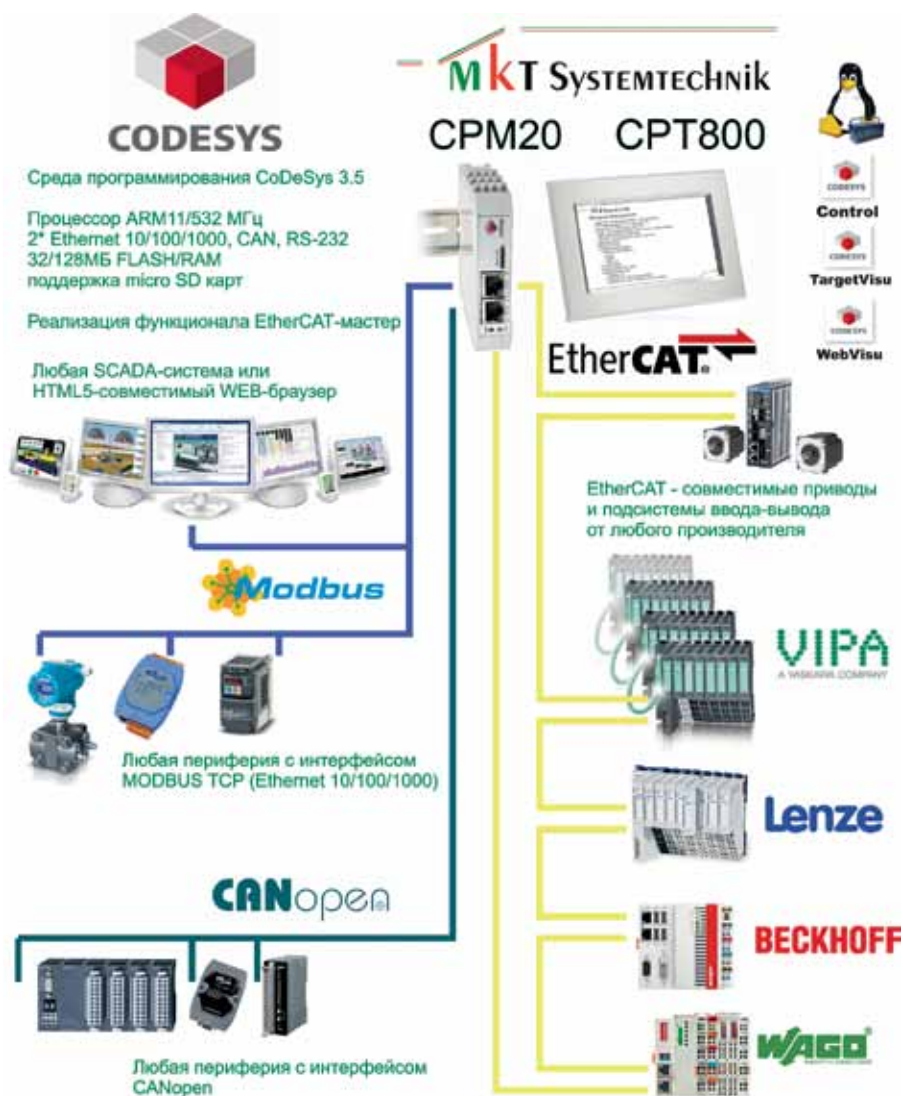 CODESYS
MKT SYSTEMTECHNIK
CPM20 CPT800
Среда программирования CoDeSys 3.5
Процессор ARM11/532 МГц
2* Ethernet 10/100/1000, CAN, RS-232
32/128МБ FLASH/RAM
поддержка micro SD карт
Реализация функционала EtherCAT-мастер
Любая SCADA-система или
HTML5-совместимый WEB-браузер
CODESYS
Control
CODESYS
TargetVisu
CODESYS
WebVisu
EtherCAT®
EtherCAT - совместимые приводы
и подсистемы ввода-вывода
от любого производителя
Modbus
VIPA
A YASKAWA COMPANY
Любая периферия с интерфейсом
MODBUS TCP (Ethernet 10/100/1000)
Lenze
CANopen
BECKHOFF
WAGO
Любая периферия с интерфейсом
CANopen